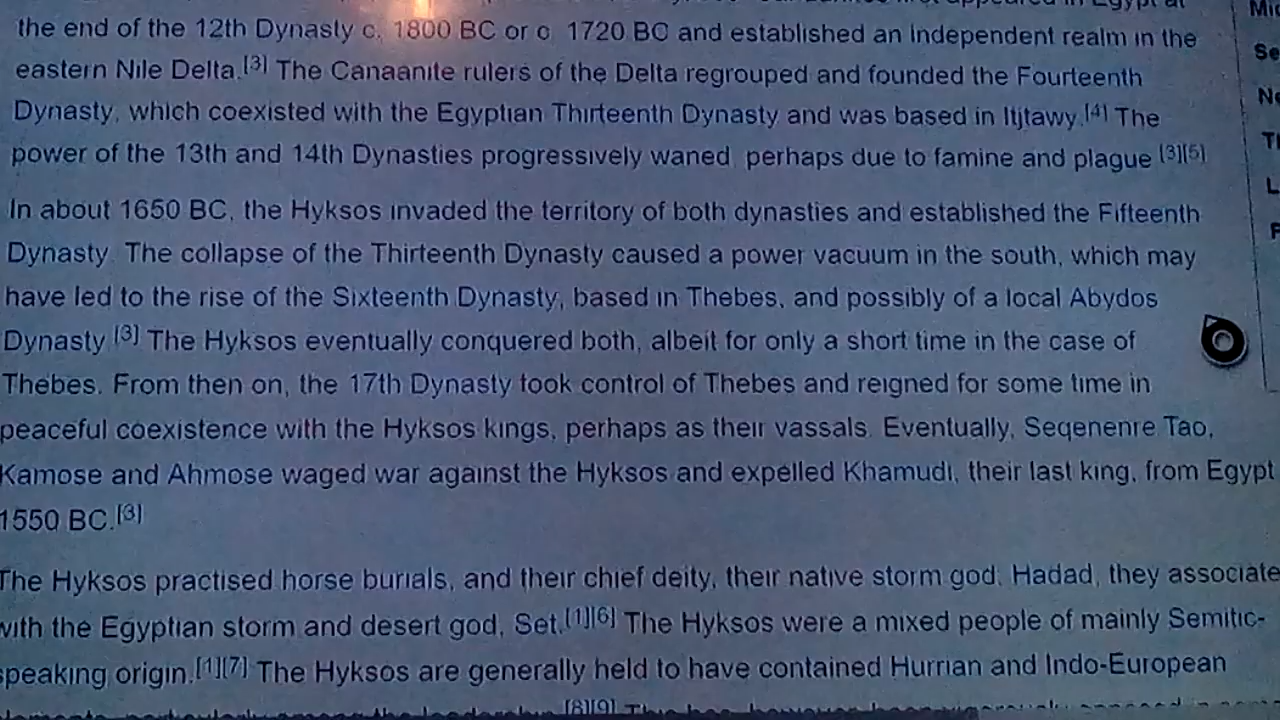 first appeared in Egypt at
the end of the 12th Dynasty c. 1800 BC or c 1720 BC and established an independent realm in the
eastern Nile Delta.[3] The Canaanite rulers of the Delta regrouped and founded the Fourteenth
Dynasty, which coexisted with the Egyptian Thirteenth Dynasty and was based in Itjtawy.[4] The
power of the 13th and 14th Dynasties progressively waned perhaps due to famine and plague [3][5]
In about 1650 BC, the Hyksos invaded the territory of both dynasties and established the Fifteenth
Dynasty The collapse of the Thirteenth Dynasty caused a power vacuum in the south, which may
have led to the rise of the Sixteenth Dynasty, based in Thebes, and possibly of a local Abydos
Dynasty [3] The Hyksos eventually conquered both, albeit for only a short time in the case of
Thebes. From then on, the 17th Dynasty took control of Thebes and reigned for some time in
peaceful coexistence with the Hyksos kings, perhaps as their vassals. Eventually, Seqenenre Tao,
Kamose and Ahmose waged war against the Hyksos and expelled Khamudi, their last king, from Egypt
1550 BC.[3]
The Hyksos practised horse burials, and their chief deity, their native storm god, Hadad, they associate
with the Egyptian storm and desert god, Set.[1][6] The Hyksos were a mixed people of mainly Semitic-
speaking origin.[1][7] The Hyksos are generally held to have contained Hurrian and Indo-European
[8][9]